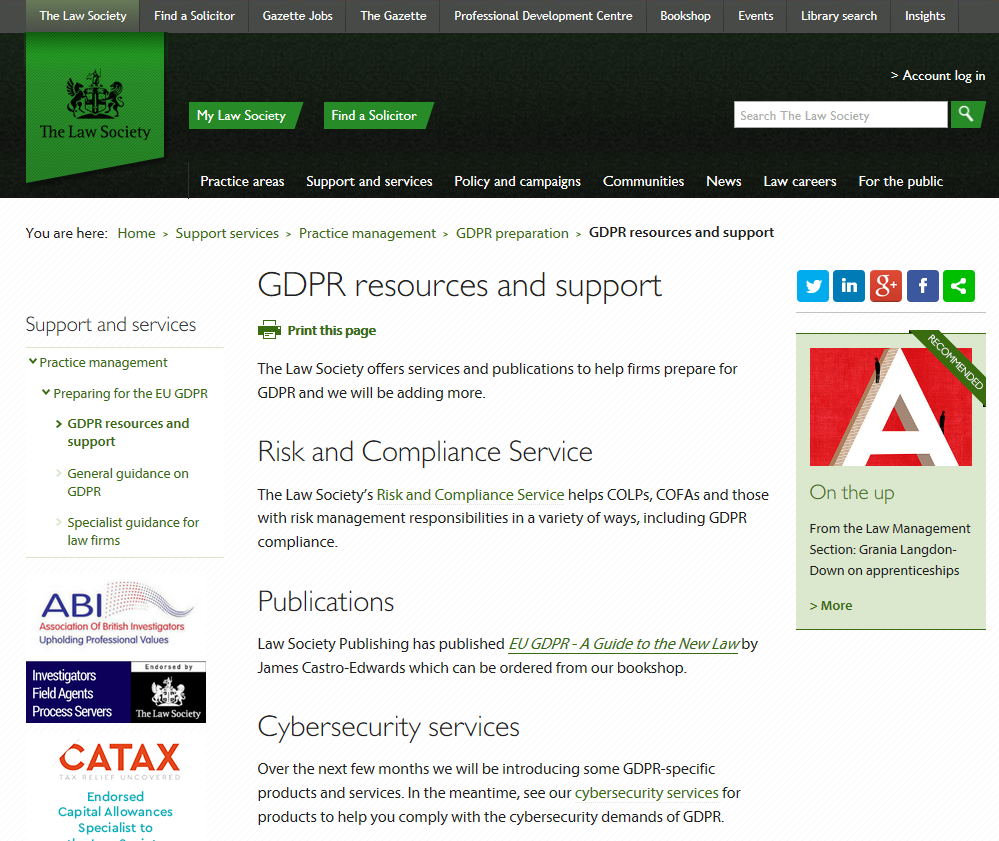 The Law Society Find a Solicitor Gazette Jobs The Gazette Professional Development Centre Bookshop Events Library search Insights
> Account log in
The Law Society
My Law Society Find a Solicitor
Search The Law Society
Practice areas Support and services Policy and campaigns Communities News Law careers For the public
You are here: Home > Support services > Practice management > GDPR preparation > GDPR resources and support
Support and services
Practice management
Preparing for the EU GDPR
GDPR resources and
support
General guidance on
GDPR
Specialist guidance for
law firms
ABI
Association Of British Investigators
Upholding Professional Values
Investigators
Field Agents
Process Servers
Endorsed by
The Law Society
CATAX
TAX RELIEF UNCOVERED
Endorsed
Capital Allowances
Specialist to
the Law Society
GDPR resources and support
Print this page
The Law Society offers services and publications to help firms prepare for
GDPR and we will be adding more.
Risk and Compliance Service
The Law Society's Risk and Compliance Service helps COLPs, COFAs and those
with risk management responsibilities in a variety of ways, including GDPR
compliance.
Publications
Law Society Publishing has published EU GDPR - A Guide to the New Law by
James Castro-Edwards which can be ordered from our bookshop.
Cybersecurity services
Over the next few months we will be introducing some GDPR-specific
products and services. In the meantime, see our cybersecurity services for
products to help you comply with the cybersecurity demands of GDPR.
in g+ f
RECOMMENDED
A
On the up
From the Law Management
Section: Grania Langdon-
Down on apprenticeships
> More